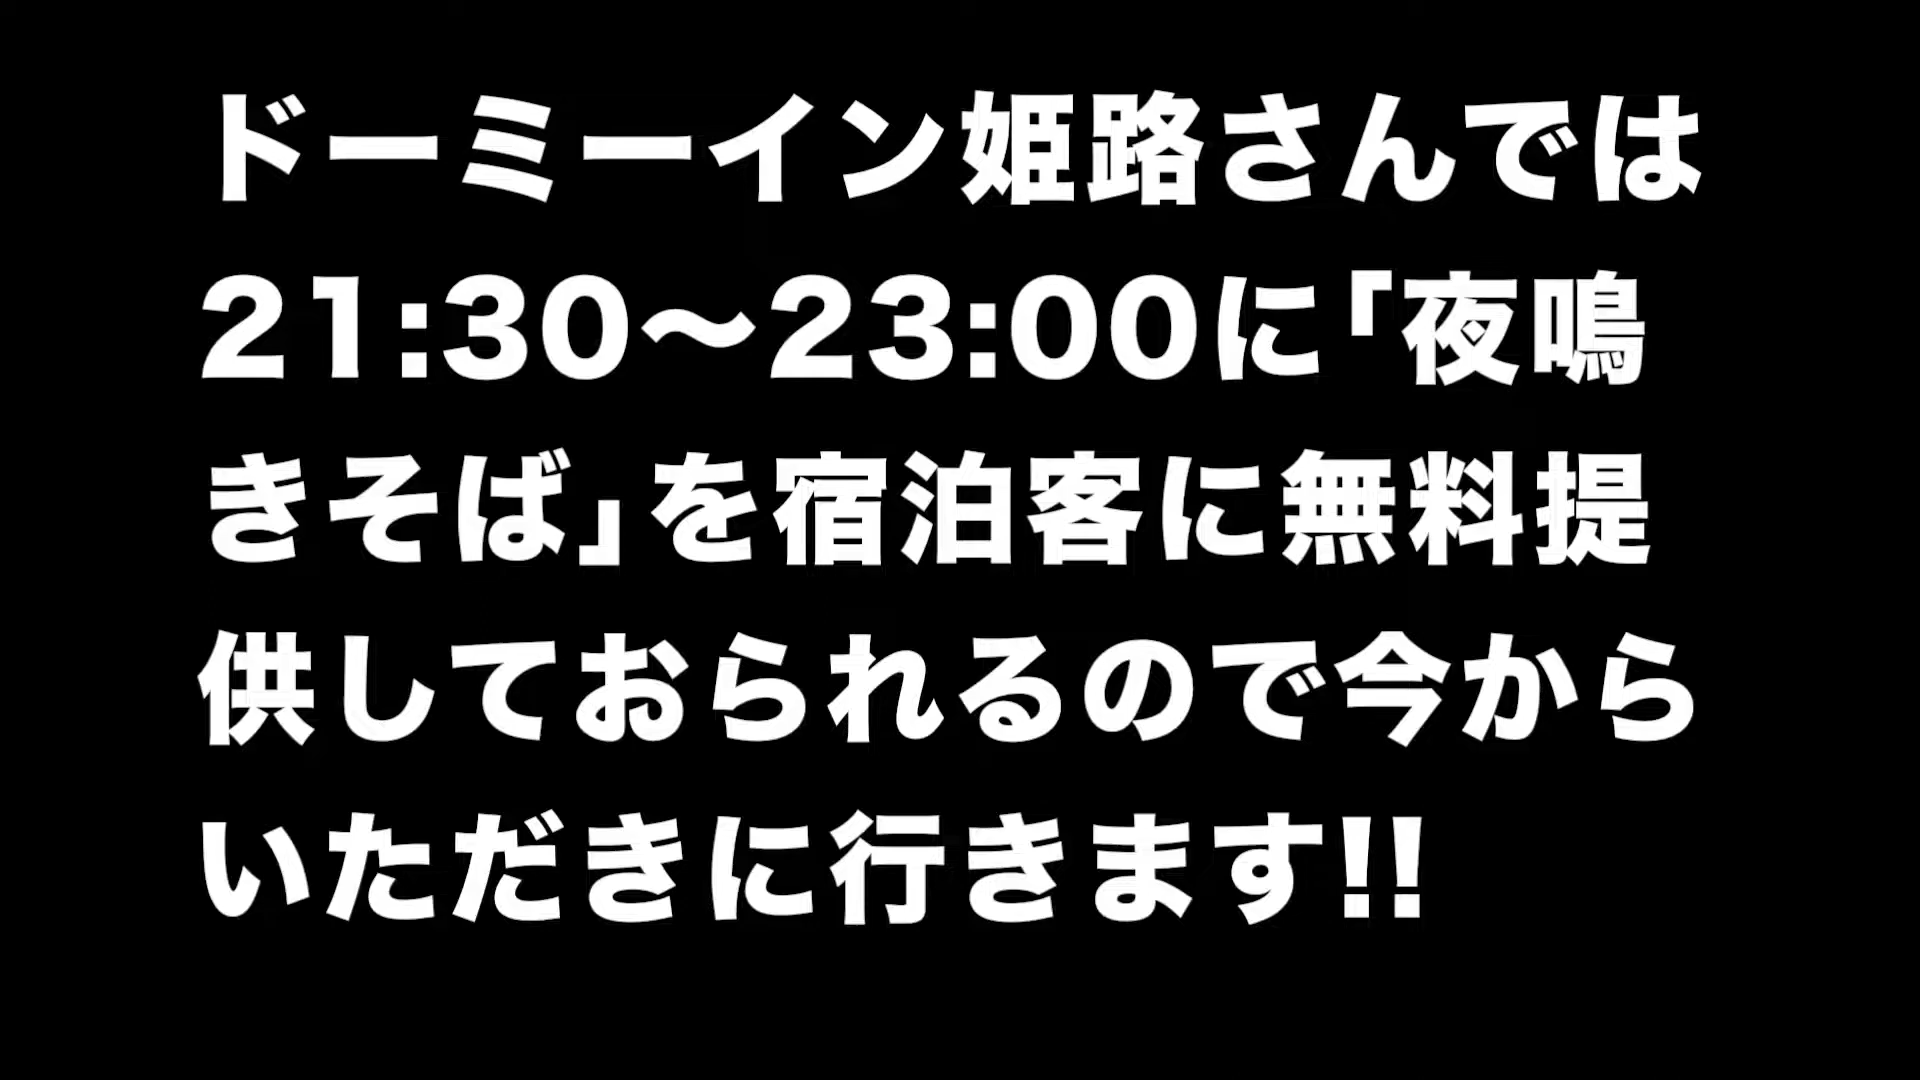 ドーミーイン姫路さんでは
21:30〜23:00に｢夜鳴
きそば｣を宿泊客に無料提
供しておられるので今から
いただきに行きます!!